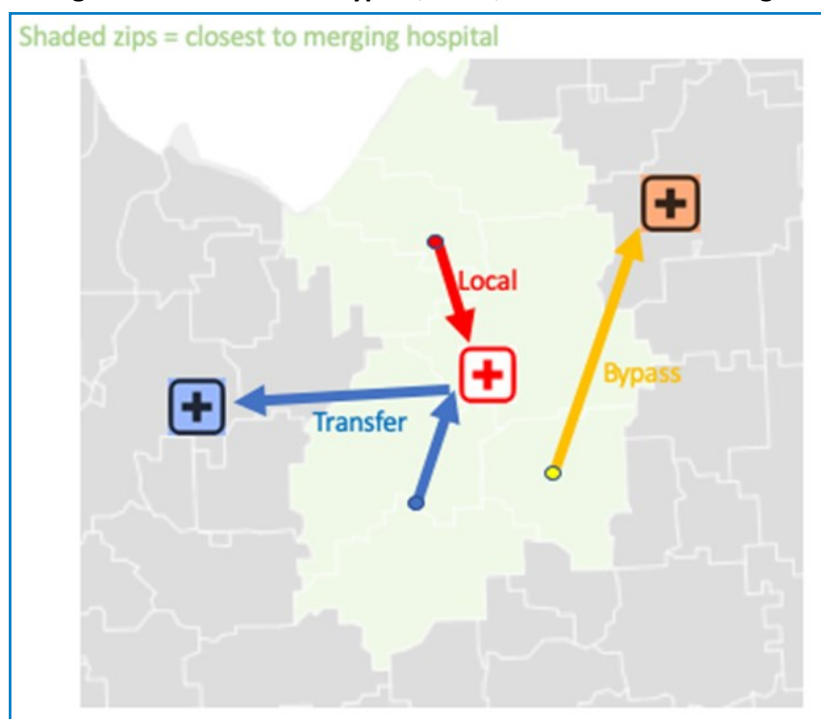 Shaded zips = closest to merging hospital
Local
Bypass
Transfer